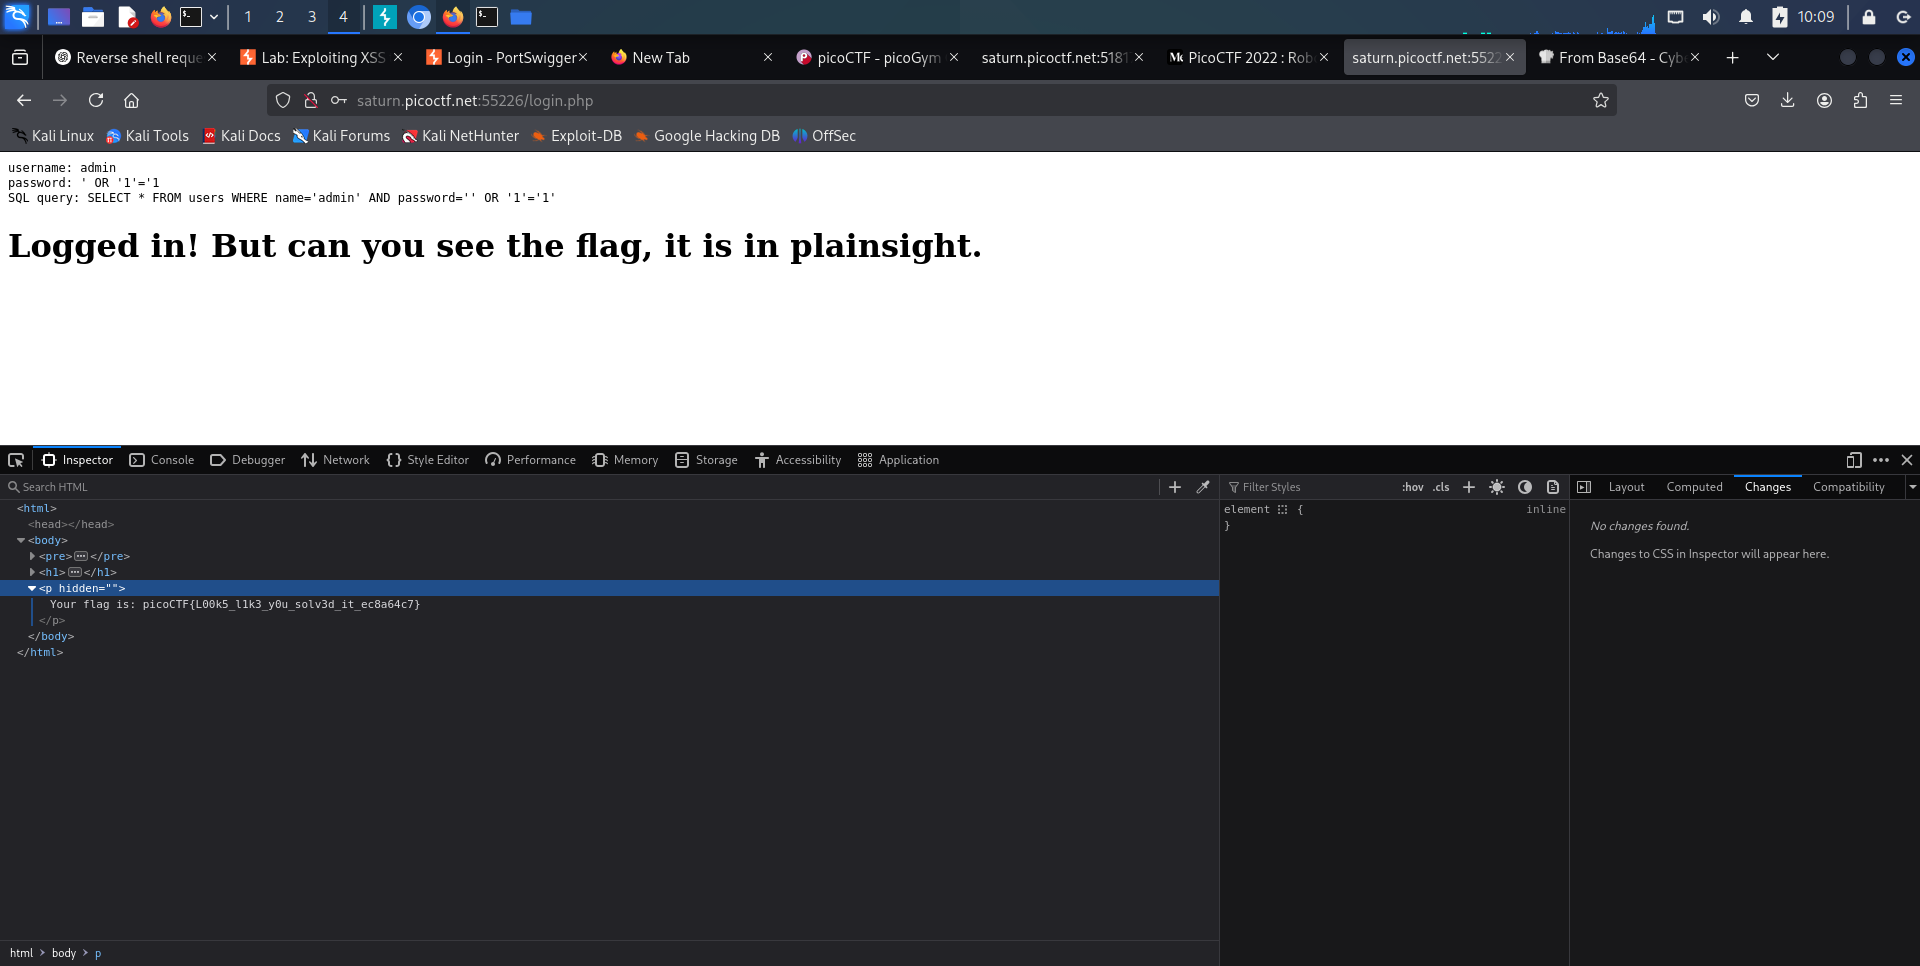 1 2 3 4 10:09
Reverse shell reque Lab: Exploiting XSS Login - PortSwigger New Tab picoCTF - picoGym saturn.picoctf.net:5181 PicoCTF 2022 : Rob saturn.picoctf.net:5522 From Base64 - Cyb
saturn.picoctf.net:55226/login.php
Kali Linux Kali Tools Kali Docs Kali Forums Kali NetHunter Exploit-DB Google Hacking DB OffSec
username: admin
password: ' OR '1'='1
SQL query: SELECT * FROM users WHERE name='admin' AND password='' OR '1'='1'
Logged in! But can you see the flag, it is in plainsight.
Inspector Console Debugger Network Style Editor Performance Memory Storage Accessibility Application
Search HTML Filter Styles :hov .cls Layout Computed Changes Compatibility
<html>
<head></head>
<body>
<pre></pre>
<h1></h1>
<p hidden="">
Your flag is: picoCTF{L00k5_l1k3_y0u_solv3d_it_ec8a64c7}
</p>
</body>
</html>
element { inline
}
No changes found.
Changes to CSS in Inspector will appear here.
html > body > p